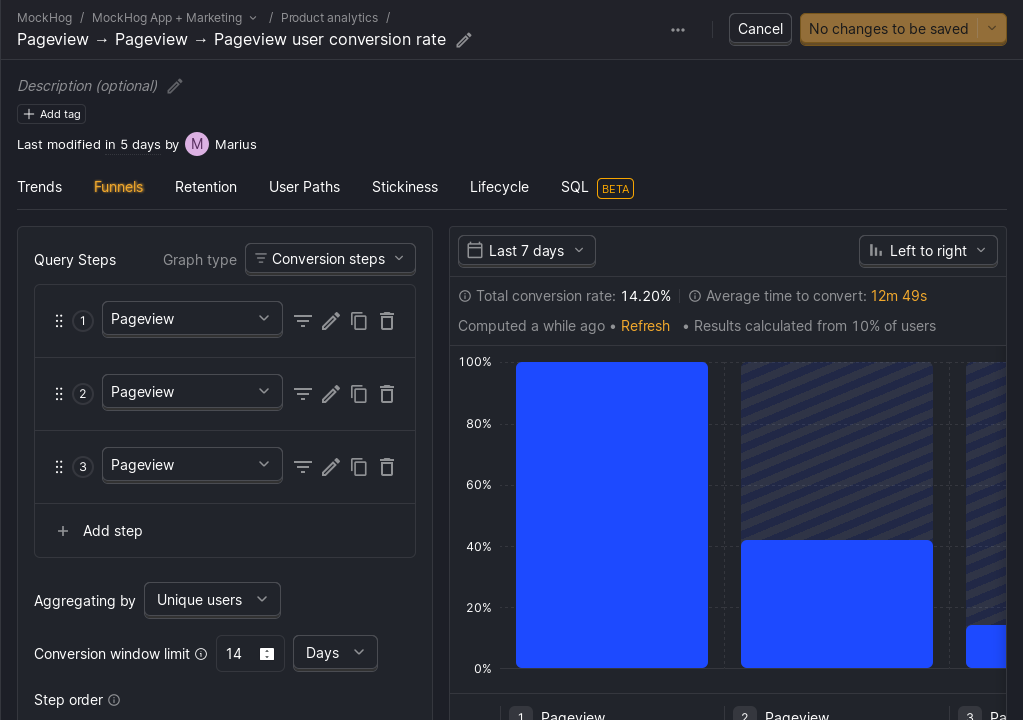 MockHog / MockHog App + Marketing / Product analytics /
Pageview → Pageview → Pageview user conversion rate
Cancel
No changes to be saved
Description (optional)
Add tag
Last modified in 5 days by M Marius
Trends Funnels Retention User Paths Stickiness Lifecycle SQL BETA
Query Steps
Graph type Conversion steps
1 Pageview
2 Pageview
3 Pageview
Add step
Aggregating by Unique users
Conversion window limit 14 Days
Step order
Last 7 days
Left to right
Total conversion rate: 14.20% Average time to convert: 12m 49s
Computed a while ago • Refresh • Results calculated from 10% of users
100%
80%
60%
40%
20%
0%
1 Pageview 2 Pageview 3 Pa